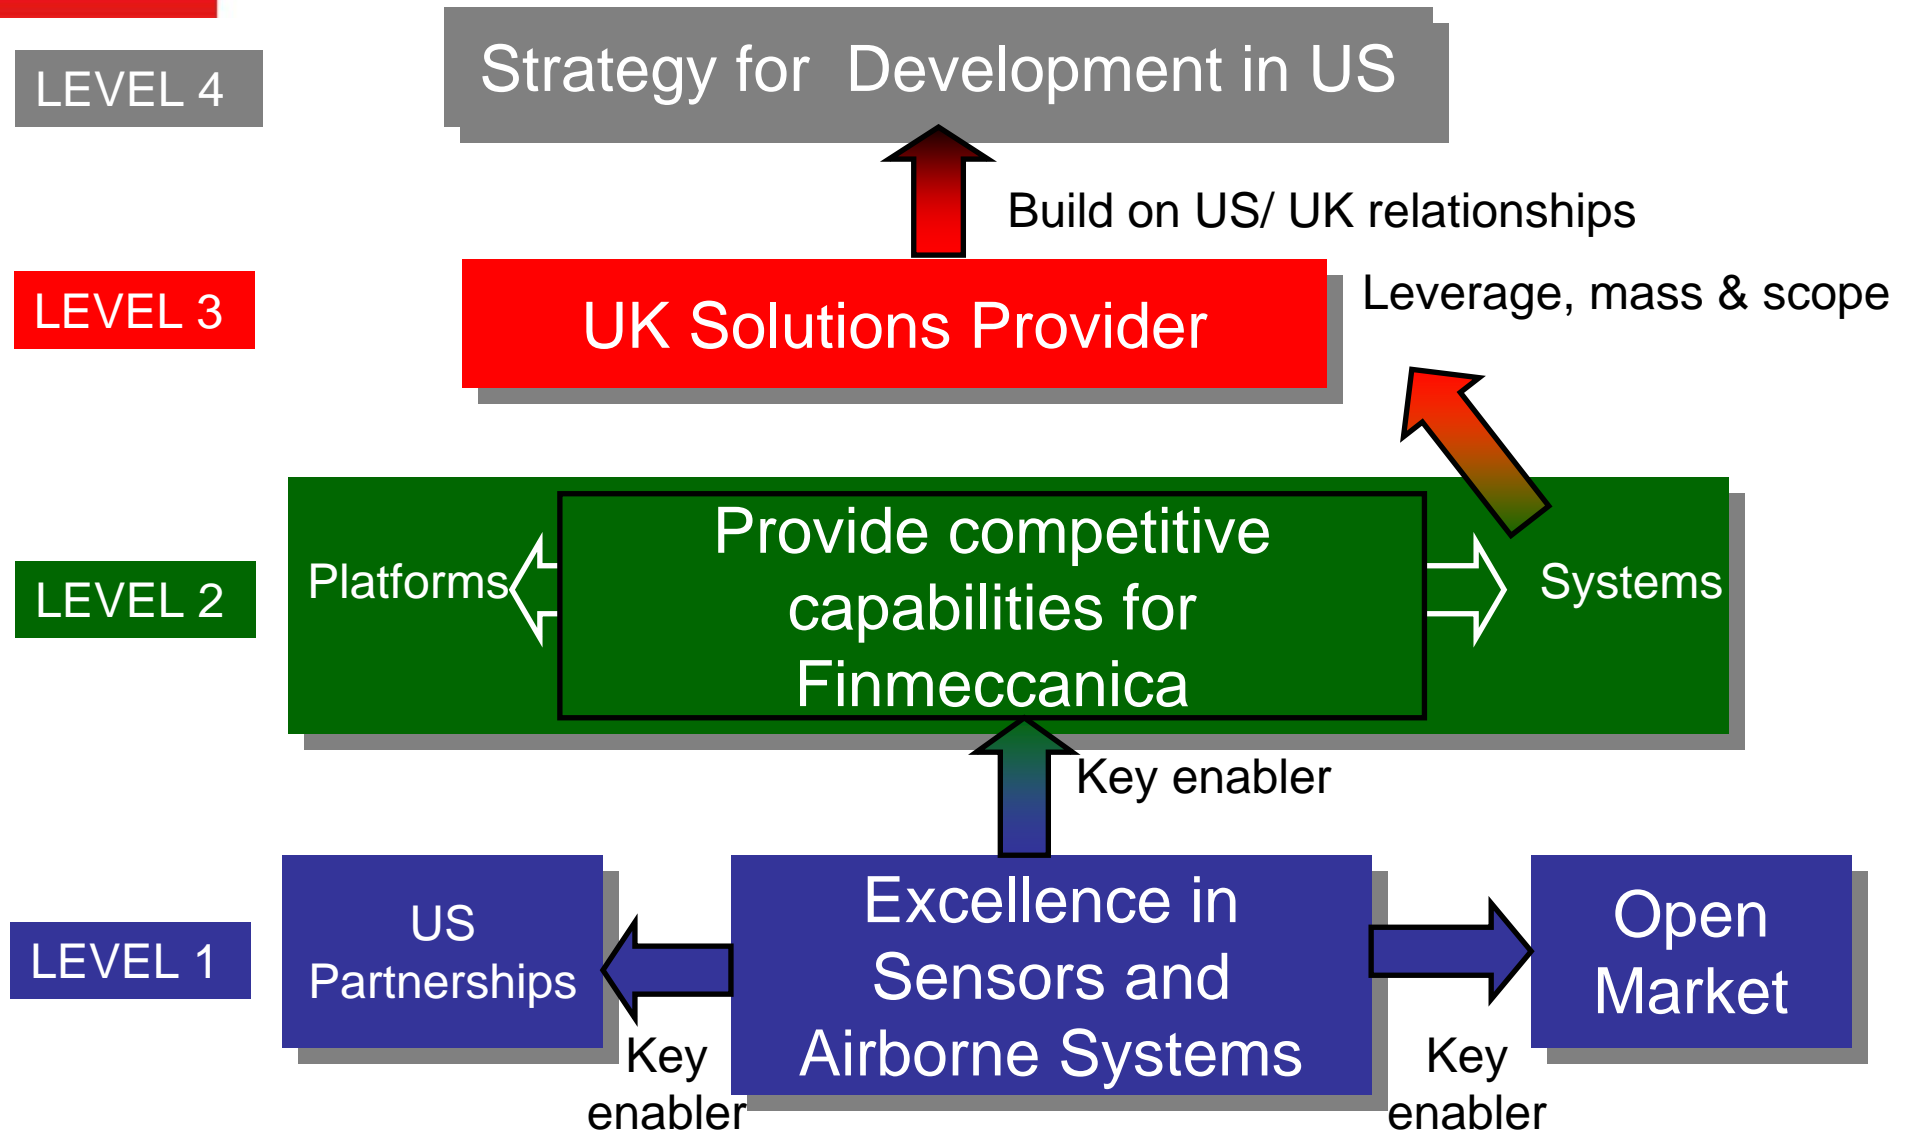 LEVEL 4
Strategy for  Development in US
Build on US/ UK relationships
LEVEL 3
UK Solutions Provider
Leverage, mass & scope
LEVEL 2
Platforms
Provide competitive
capabilities for
Finmeccanica
Systems
Key enabler
LEVEL 1
US
Partnerships
Key
enabler
Excellence in
Sensors and
Airborne Systems
Key
enabler
Open
Market